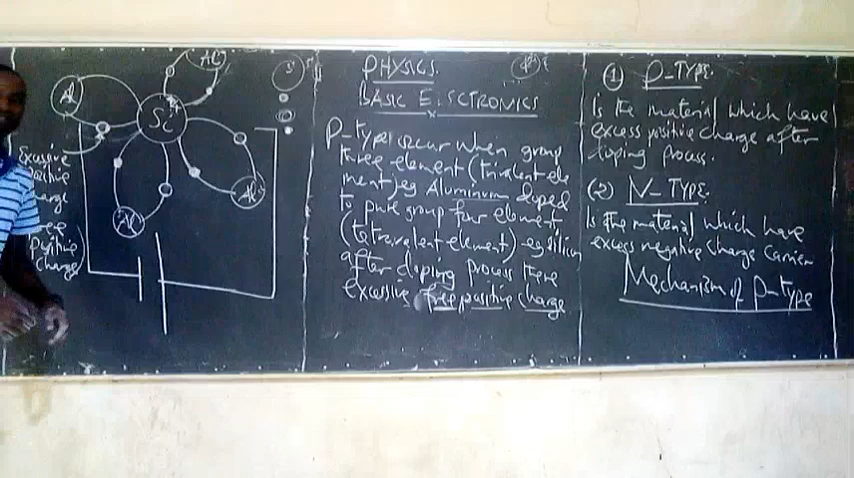 Al
Al
Sc
Al
Al
Excessive
positive
charge
free
positive
charge)
PHYSICS.
BASIC ELECTRONICS
P-type occur when group
three element (trivalent ele
ment) eg Aluminum doped
to pure group four element
(tetravalent element) - eg silicon
after doping process there
excessive free positive charge
(1) P-TYPE.
Is the material which have
excess positive charge after
doping process.
(2) N-TYPE.
Is the material which have
excess negative charge carrier
Mechanism of p-type